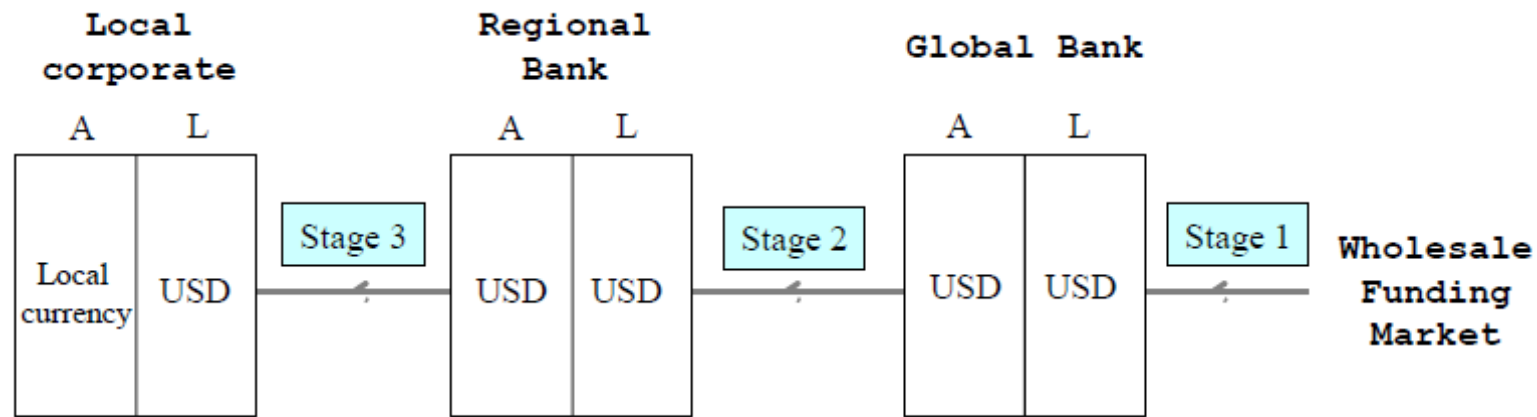 Local
corporate
Regional
Bank
Global Bank
A
L
A
L
A
L
Local
currency
USD
Stage 3
USD
USD
Stage 2
USD
USD
Stage 1
Wholesale
Funding
Market